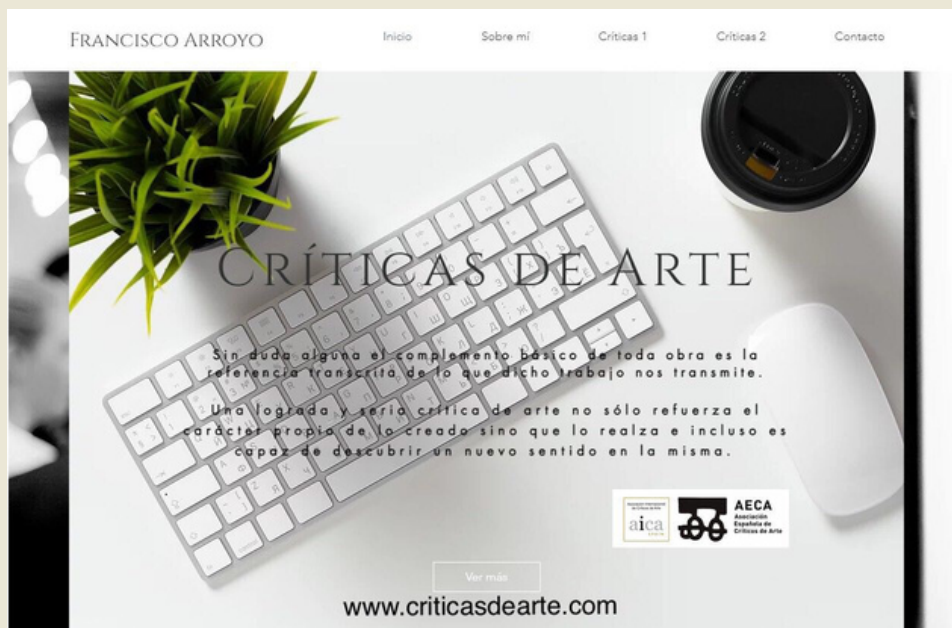 FRANCISCO ARROYO
Inicio
Sobre mí
Críticas 1
Críticas 2
Contacto
CRÍTICAS DE ARTE
Sin duda alguna el complemento básico de toda obra es la
referencia transcrita de lo que dicho trabajo nos transmite.
Una lograda y seria crítica de arte no sólo refuerza el
carácter propio de lo creado sino que lo realza e incluso es
capaz de descubrir un nuevo sentido en la misma.
aica
AECA
Asociación
Española de
Críticos de Arte
Ver más
www.criticasdearte.com